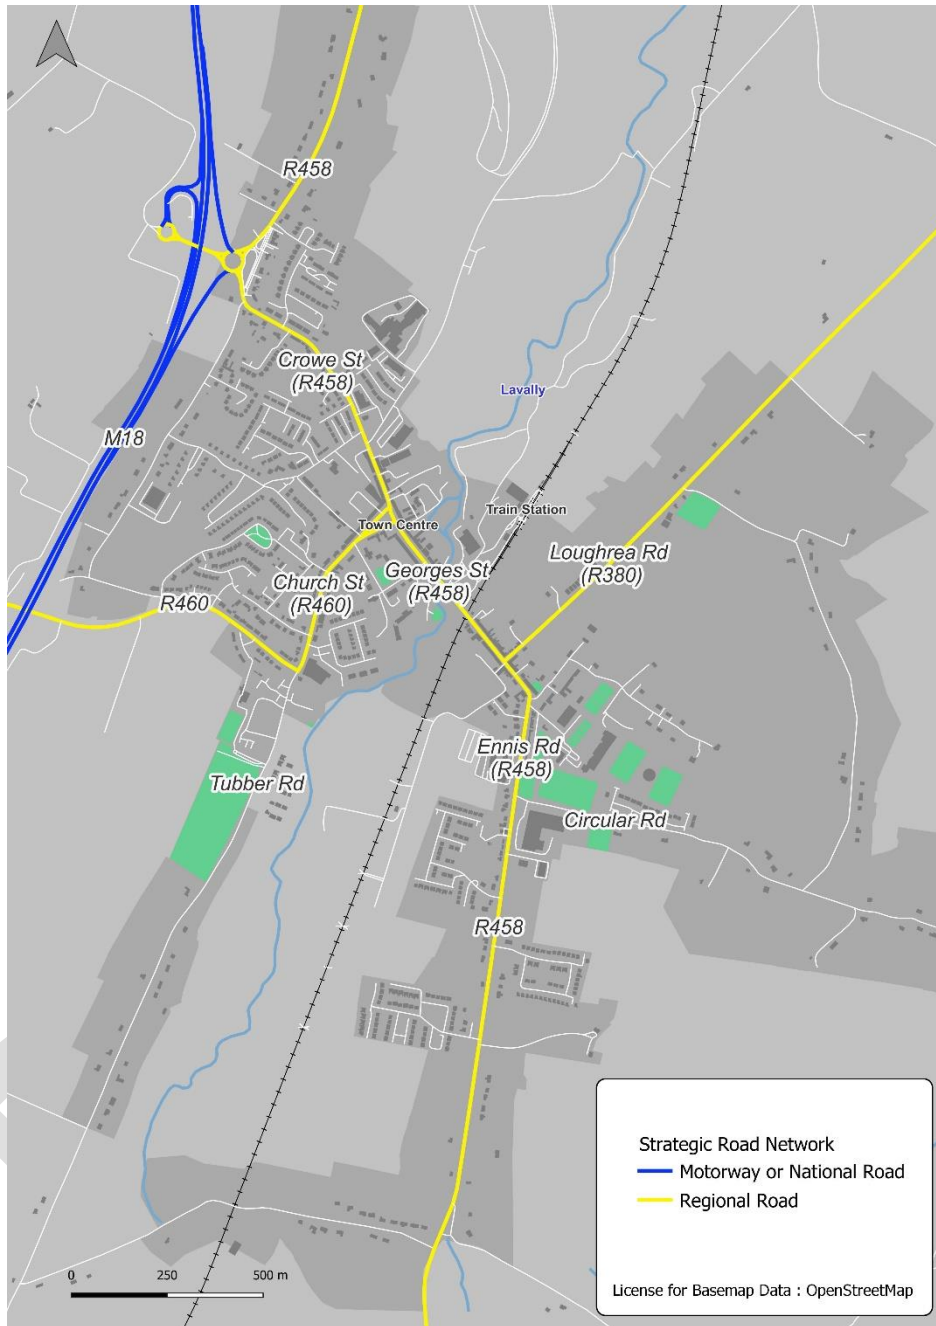 R458
Crowe St
(R458)
Lavally
M18
Train Station
Town Centre
Loughrea Rd
(R380)
Georges St
(R458)
Church St
(R460)
R460
Ennis Rd
(R458)
Tubber Rd
Circular Rd
R458
Strategic Road Network
Motorway or National Road
Regional Road
0 250 500 m
License for Basemap Data : OpenStreetMap